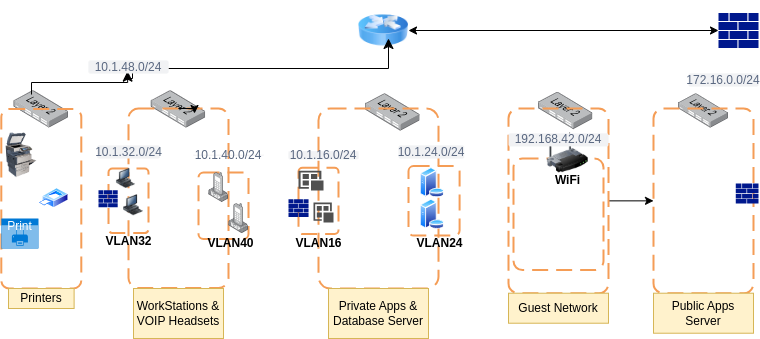 10.1.48.0/24
172.16.0.0/24
Layer 2
Layer 2
Layer 2
Layer 2
Layer 2
192.168.42.0/24
10.1.32.0/24
10.1.40.0/24
10.1.16.0/24
10.1.24.0/24
WiFi
Print
VLAN32
VLAN40
VLAN16
VLAN24
Printers
WorkStations &
VOIP Headsets
Private Apps &
Database Server
Guest Network
Public Apps
Server